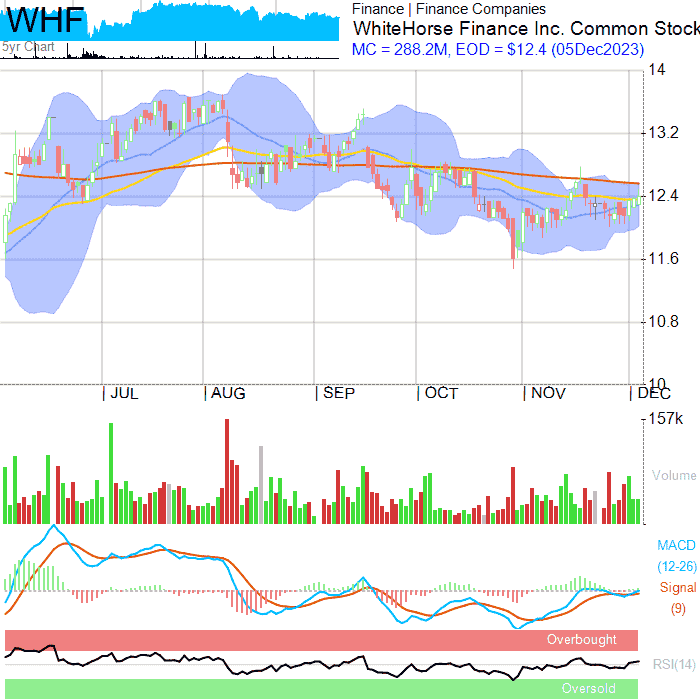 WHF
5yr Chart
Finance | Finance Companies
WhiteHorse Finance Inc. Common Stock
MC = 288.2M, EOD = $12.4 (05Dec2023)
14
13.2
12.4
11.6
10.8
10
| JUL | AUG | SEP | OCT | NOV | DEC
157k
Volume
MACD
(12-26)
Signal
(9)
Overbought
RSI(14)
Oversold